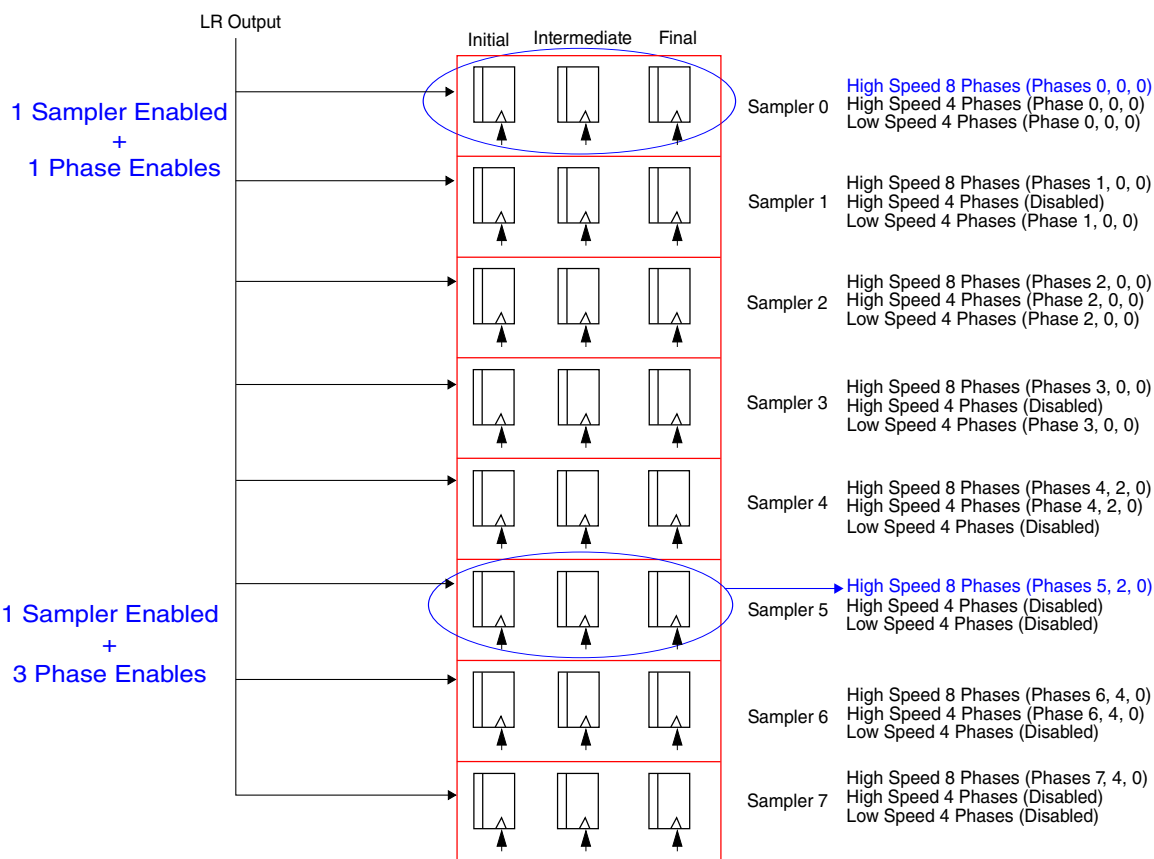 LR Output
Initial Intermediate Final
1 Sampler Enabled
+
1 Phase Enables
Sampler 0
High Speed 8 Phases (Phases 0, 0, 0)
High Speed 4 Phases (Phase 0, 0, 0)
Low Speed 4 Phases (Phase 0, 0, 0)
Sampler 1
High Speed 8 Phases (Phases 1, 0, 0)
High Speed 4 Phases (Disabled)
Low Speed 4 Phases (Phase 1, 0, 0)
Sampler 2
High Speed 8 Phases (Phases 2, 0, 0)
High Speed 4 Phases (Phase 2, 0, 0)
Low Speed 4 Phases (Phase 2, 0, 0)
Sampler 3
High Speed 8 Phases (Phases 3, 0, 0)
High Speed 4 Phases (Disabled)
Low Speed 4 Phases (Phase 3, 0, 0)
Sampler 4
High Speed 8 Phases (Phases 4, 2, 0)
High Speed 4 Phases (Phase 4, 2, 0)
Low Speed 4 Phases (Disabled)
1 Sampler Enabled
+
3 Phase Enables
Sampler 5
High Speed 8 Phases (Phases 5, 2, 0)
High Speed 4 Phases (Disabled)
Low Speed 4 Phases (Disabled)
Sampler 6
High Speed 8 Phases (Phases 6, 4, 0)
High Speed 4 Phases (Phase 6, 4, 0)
Low Speed 4 Phases (Disabled)
Sampler 7
High Speed 8 Phases (Phases 7, 4, 0)
High Speed 4 Phases (Disabled)
Low Speed 4 Phases (Disabled)